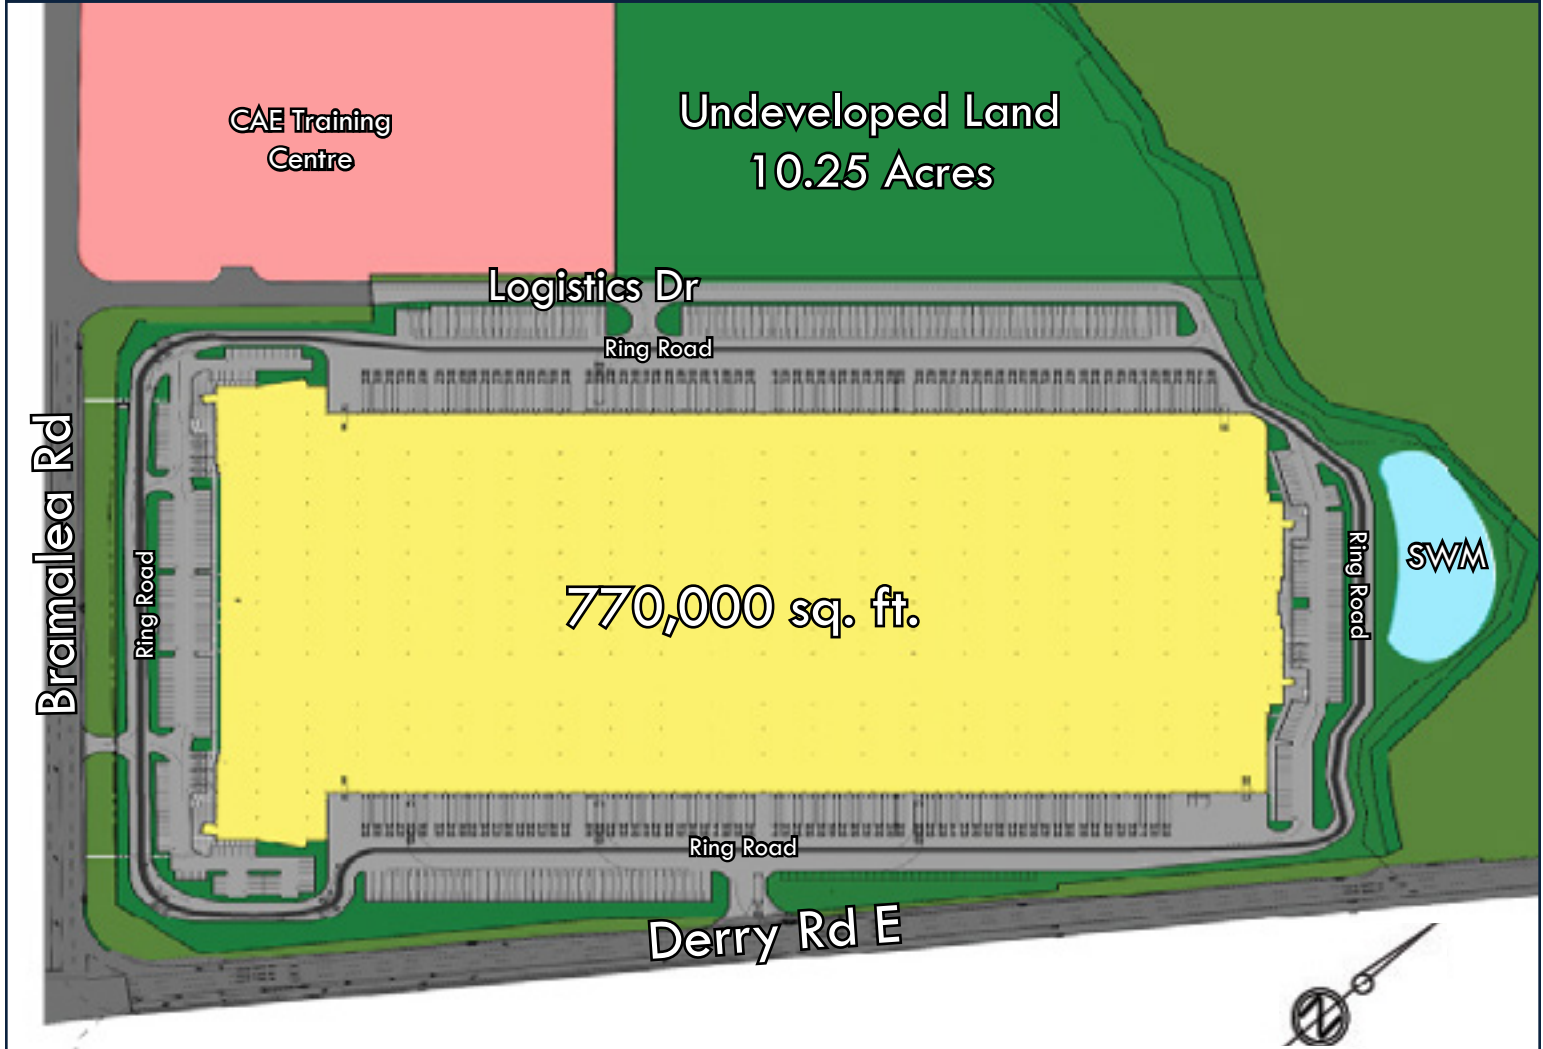 CAE Training
Centre
Undeveloped Land
10.25 Acres
Logistics Dr
Ring Road
Bramalea Rd
Ring Road
770,000 sq. ft.
Ring Road
SWM
Ring Road
Derry Rd E
N